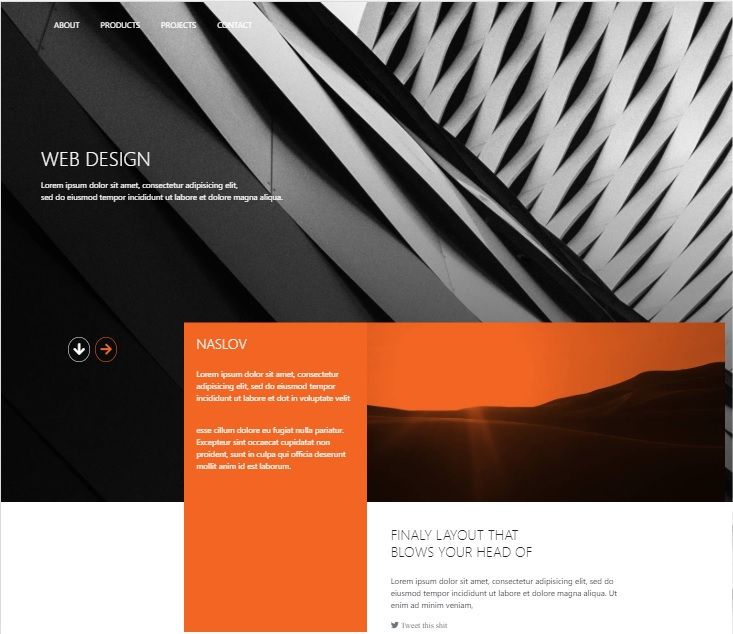 ABOUT PRODUCTS PROJECTS CONTACT
WEB DESIGN
Lorem ipsum dolor sit amet, consectetur adipisicing elit,
sed do eiusmod tempor incididunt ut labore et dolore magna aliqua.
NASLOV
Lorem ipsum dolor sit amet, consectetur
adipisicing elit, sed do eiusmod tempor
incididunt ut labore et dot in voluptate velit
esse cillum dolore eu fugiat nulla pariatur.
Excepteur sint occaecat cupidatat non
proident, sunt in culpa qui officia deserunt
mollit anim id est laborum.
FINALY LAYOUT THAT
BLOWS YOUR HEAD OF
Lorem ipsum dolor sit amet, consectetur adipisicing elit, sed do
eiusmod tempor incididunt ut labore et dolore magna aliqua. Ut
enim ad minim veniam,
Tweet this shit